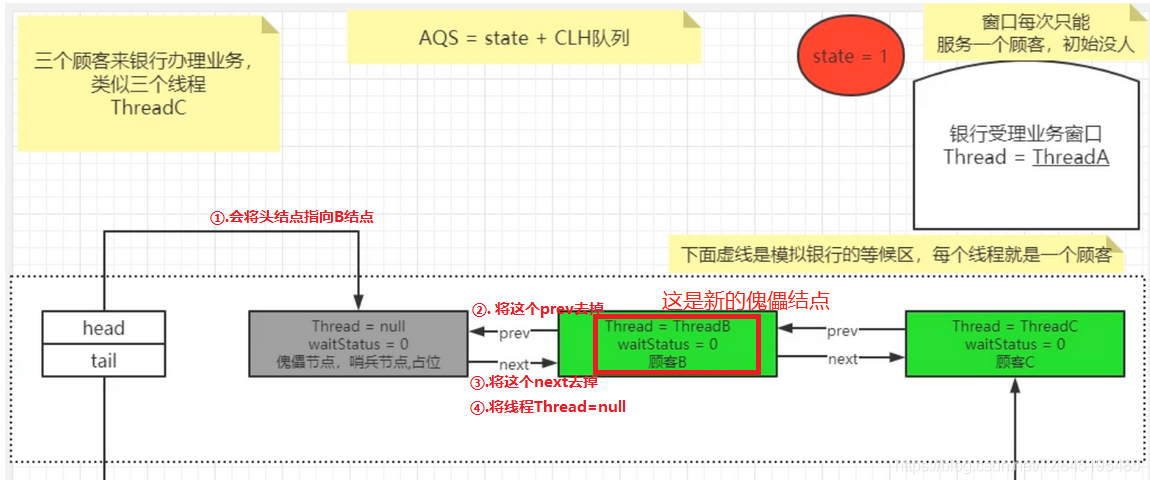 三个顾客来银行办理业务，
类似三个线程
ThreadC
AQS = state + CLH队列
state = 1
窗口每次只能
服务一个顾客，初始没人
银行受理业务窗口
Thread = ThreadA
①.会将头结点指向B结点
下面虚线是模拟银行的等候区，每个线程就是一个顾客
这是新的傀儡结点
②. 将这个prev去掉
head
tail
Thread = null
waitStatus = 0
傀儡节点，哨兵节点,占位
prev
next
Thread = ThreadB
waitStatus = 0
顾客B
prev
next
Thread = ThreadC
waitStatus = 0
顾客C
③.将这个next去掉
④.将线程Thread=null